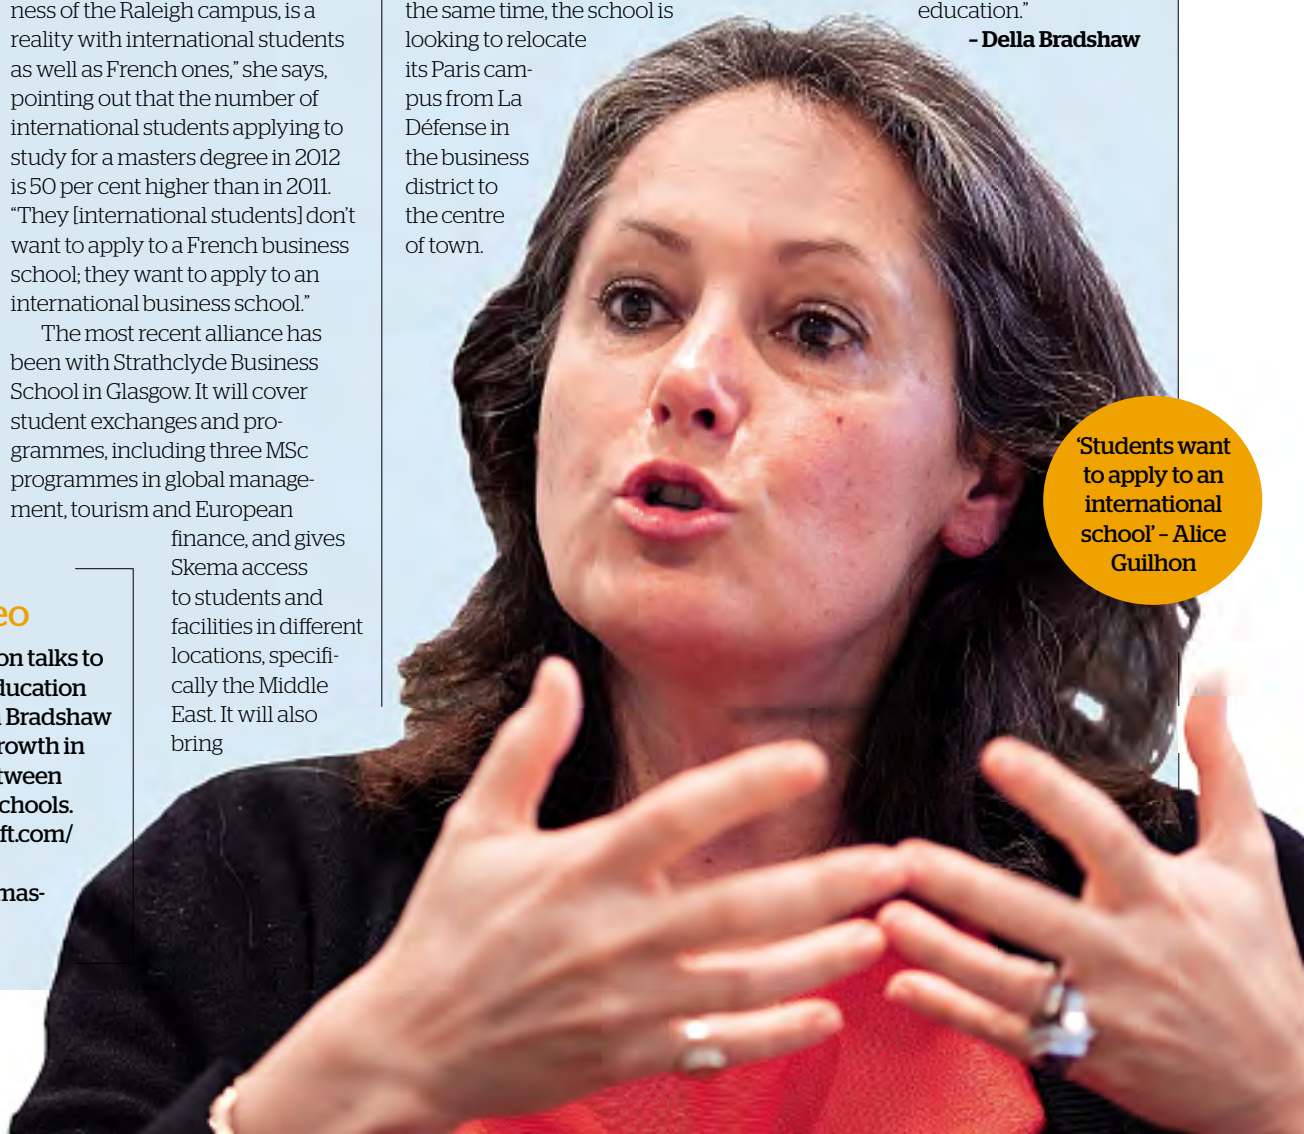 ness of the Raleigh campus, is a
reality with international students
as well as French ones,” she says,
pointing out that the number of
international students applying to
study for a masters degree in 2012
is 50 per cent higher than in 2011.
“They [international students] don’t
want to apply to a French business
school; they want to apply to an
international business school.”
The most recent alliance has
been with Strathclyde Business
School in Glasgow. It will cover
student exchanges and pro-
grammes, including three MSc
programmes in global manage-
ment, tourism and European
finance, and gives
Skema access
to students and
facilities in different
locations, specifi-
cally the Middle
East. It will also
bring
eo
on talks to
ducation
Bradshaw
rowth in
tween
chools.
ft.com/
mas-
the same time, the school is
looking to relocate
its Paris cam-
pus from La
Défense in
the business
district to
the centre
of town.
education.”
– Della Bradshaw
‘Students want
to apply to an
international
school’ – Alice
Guilhon